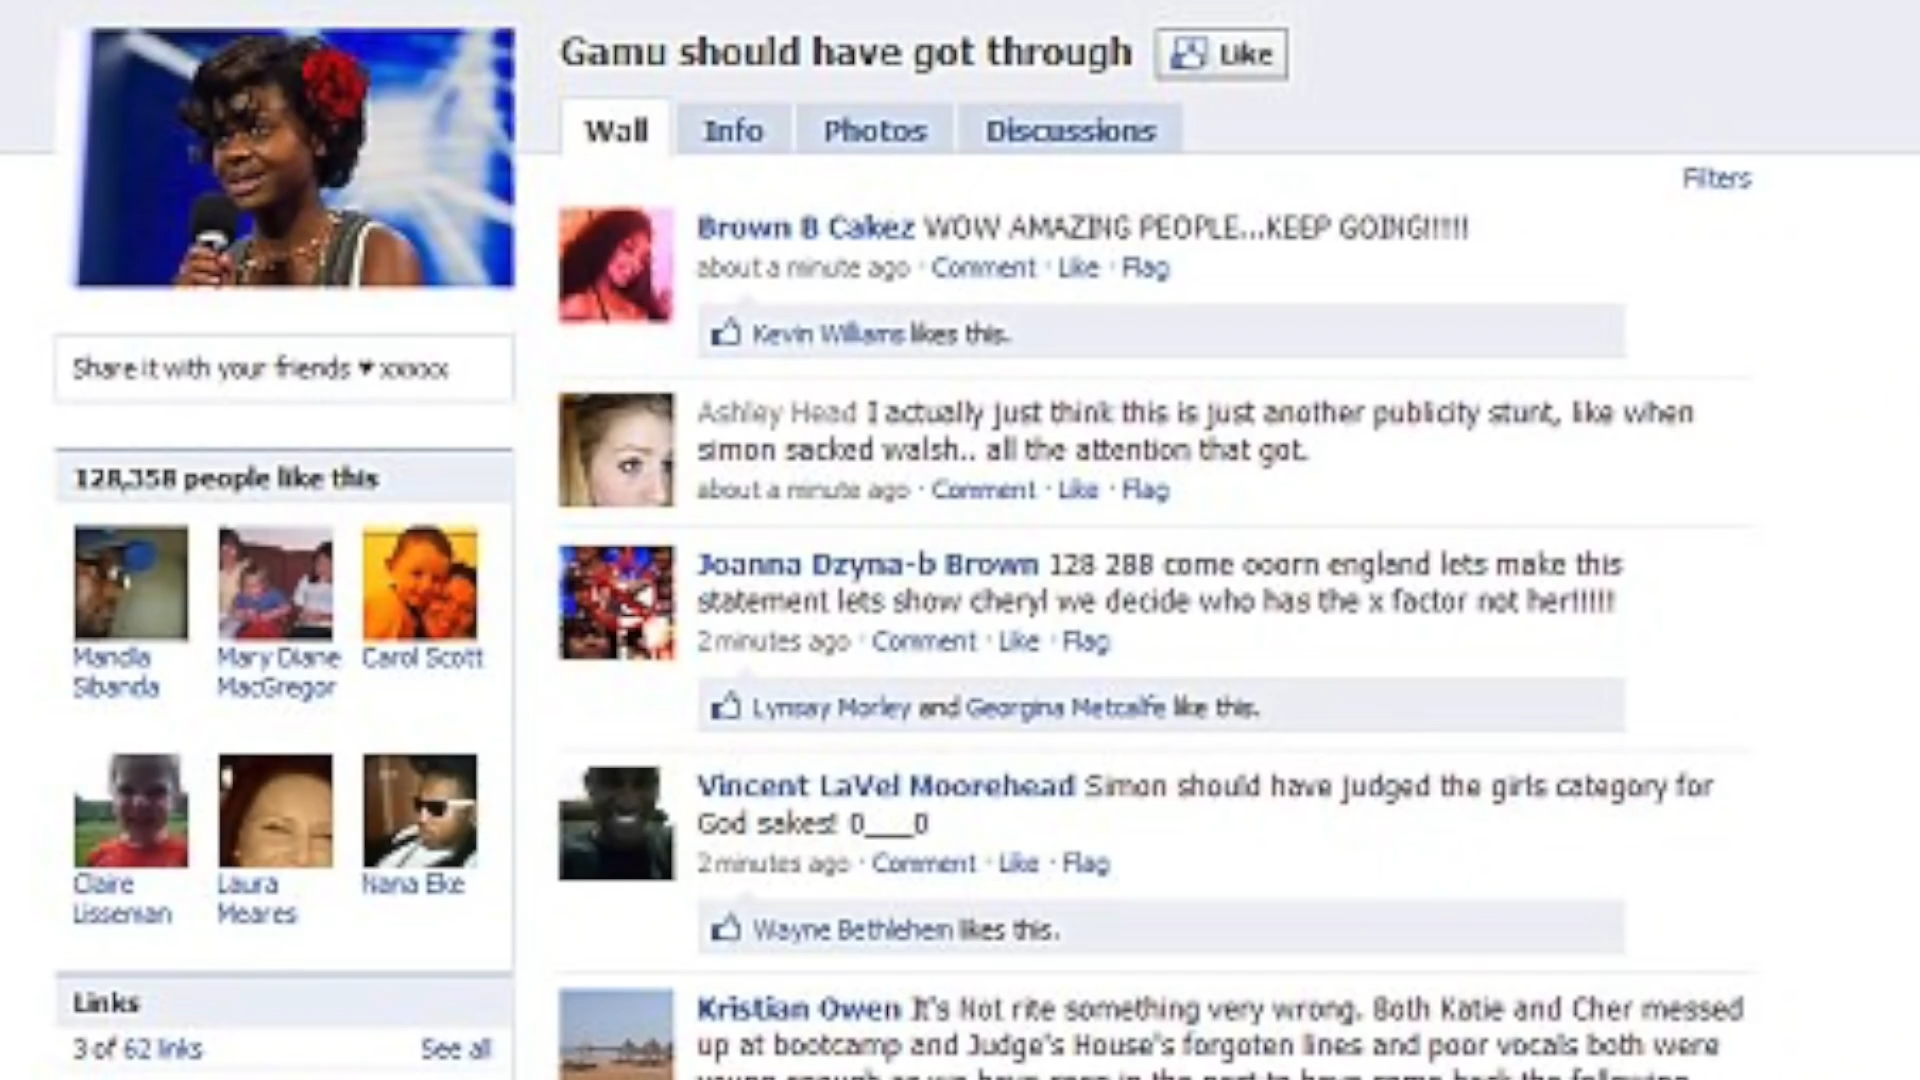 Gamu should have got through
Like
Wall
Info
Photos
Discussions
Filters
Share it with your friends ♥ xxxxx
128,358 people like this
Mandla
Sibanda
Mary Diane
MacGregor
Carol Scott
Claire
Lisseman
Laura
Meares
Nana Eke
Links
3 of 62 links
See all
Brown B Cakez WOW AMAZING PEOPLE...KEEP GOING!!!!!
about a minute ago · Comment · Like · Flag
Kevin Williams likes this.
Ashley Head I actually just think this is just another publicity stunt, like when
simon sacked walsh.. all the attention that got.
about a minute ago · Comment · Like · Flag
Joanna Dzyna-b Brown 128 288 come ooorn england lets make this
statement lets show cheryl we decide who has the x factor not her!!!!!
2 minutes ago · Comment · Like · Flag
Lynsay Morley and Georgina Metcalfe like this.
Vincent LaVel Moorehead Simon should have judged the girls category for
God sakes! 0___0
2 minutes ago · Comment · Like · Flag
Wayne Bethlehem likes this.
Kristian Owen It's Not rite something very wrong. Both Katie and Cher messed
up at bootcamp and Judge's House's forgoten lines and poor vocals both were